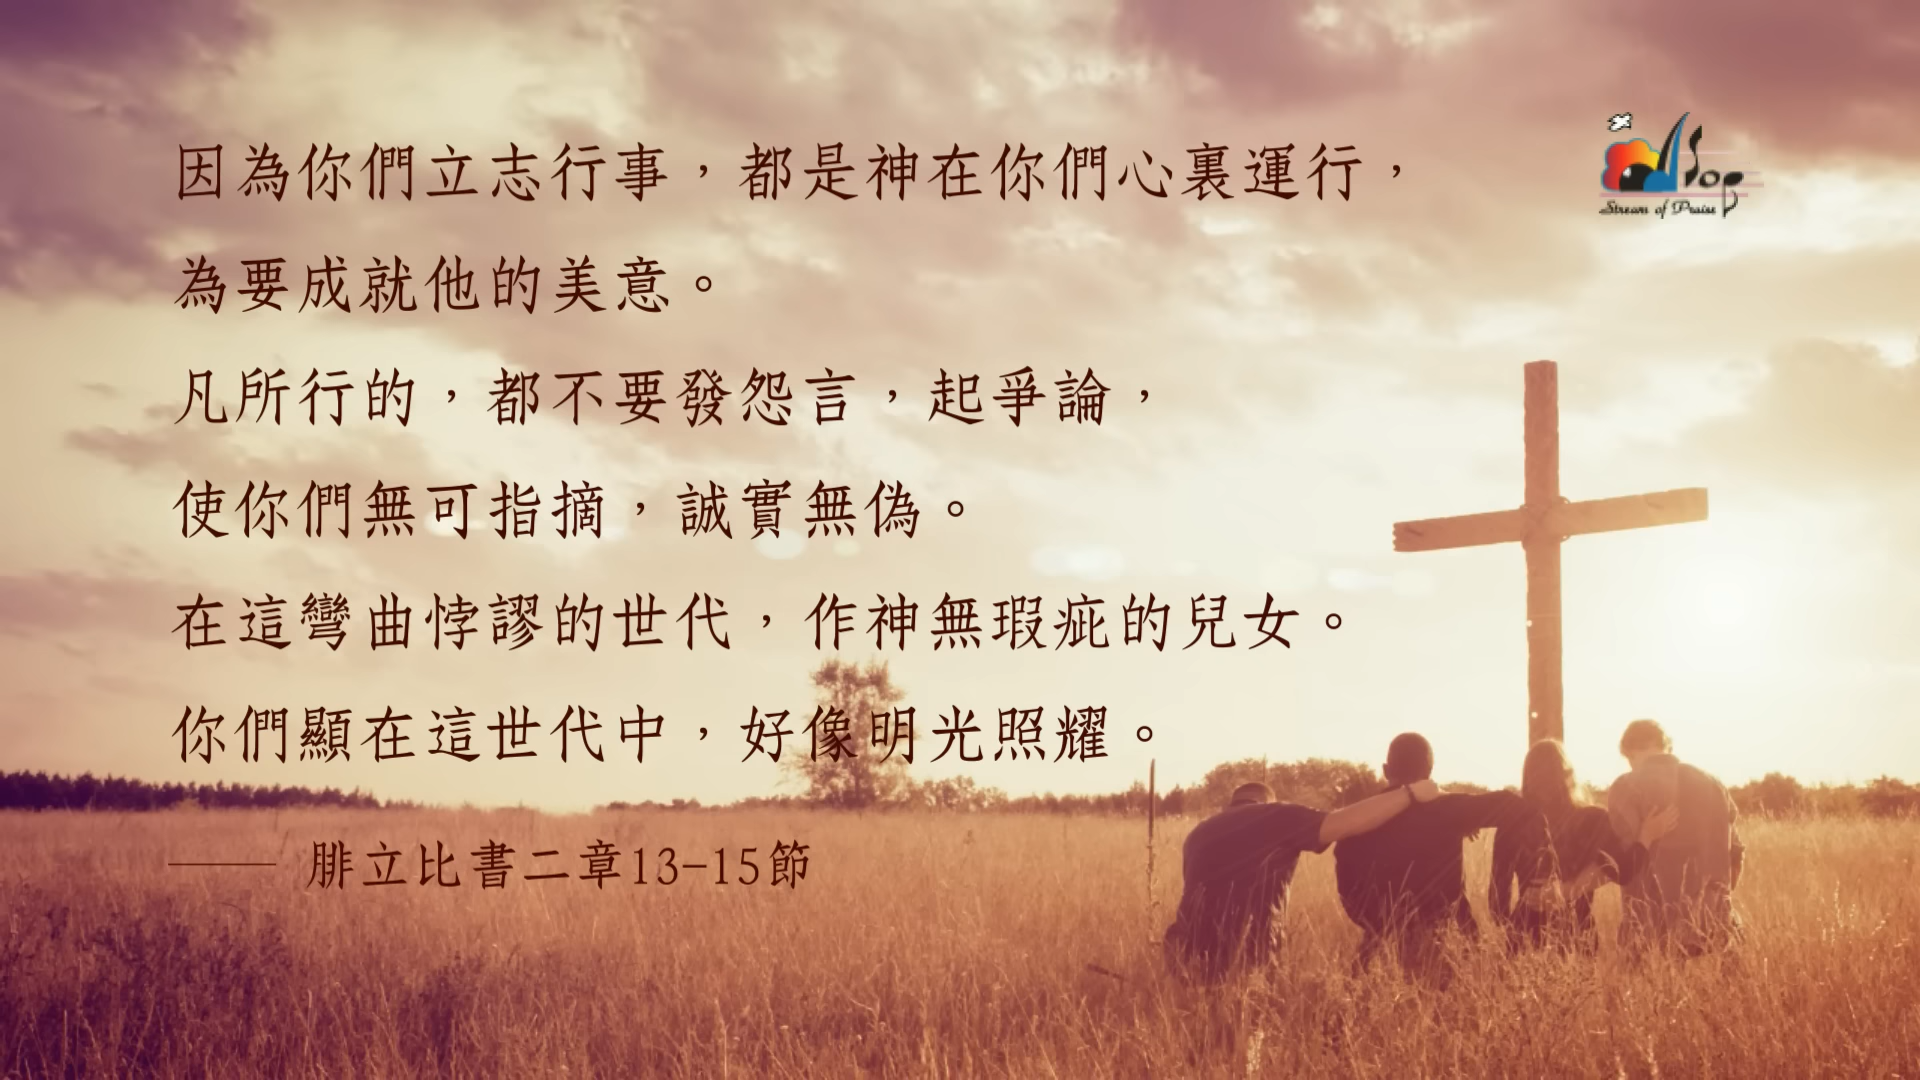 因為你們立志行事，都是神在你們心裏運行，
為要成就他的美意。
凡所行的，都不要發怨言，起爭論，
使你們無可指摘，誠實無偽。
在這彎曲悖謬的世代，作神無瑕疵的兒女。
你們顯在這世代中，好像明光照耀。
—— 腓立比書二章13-15節
Sop
Stream of Praise